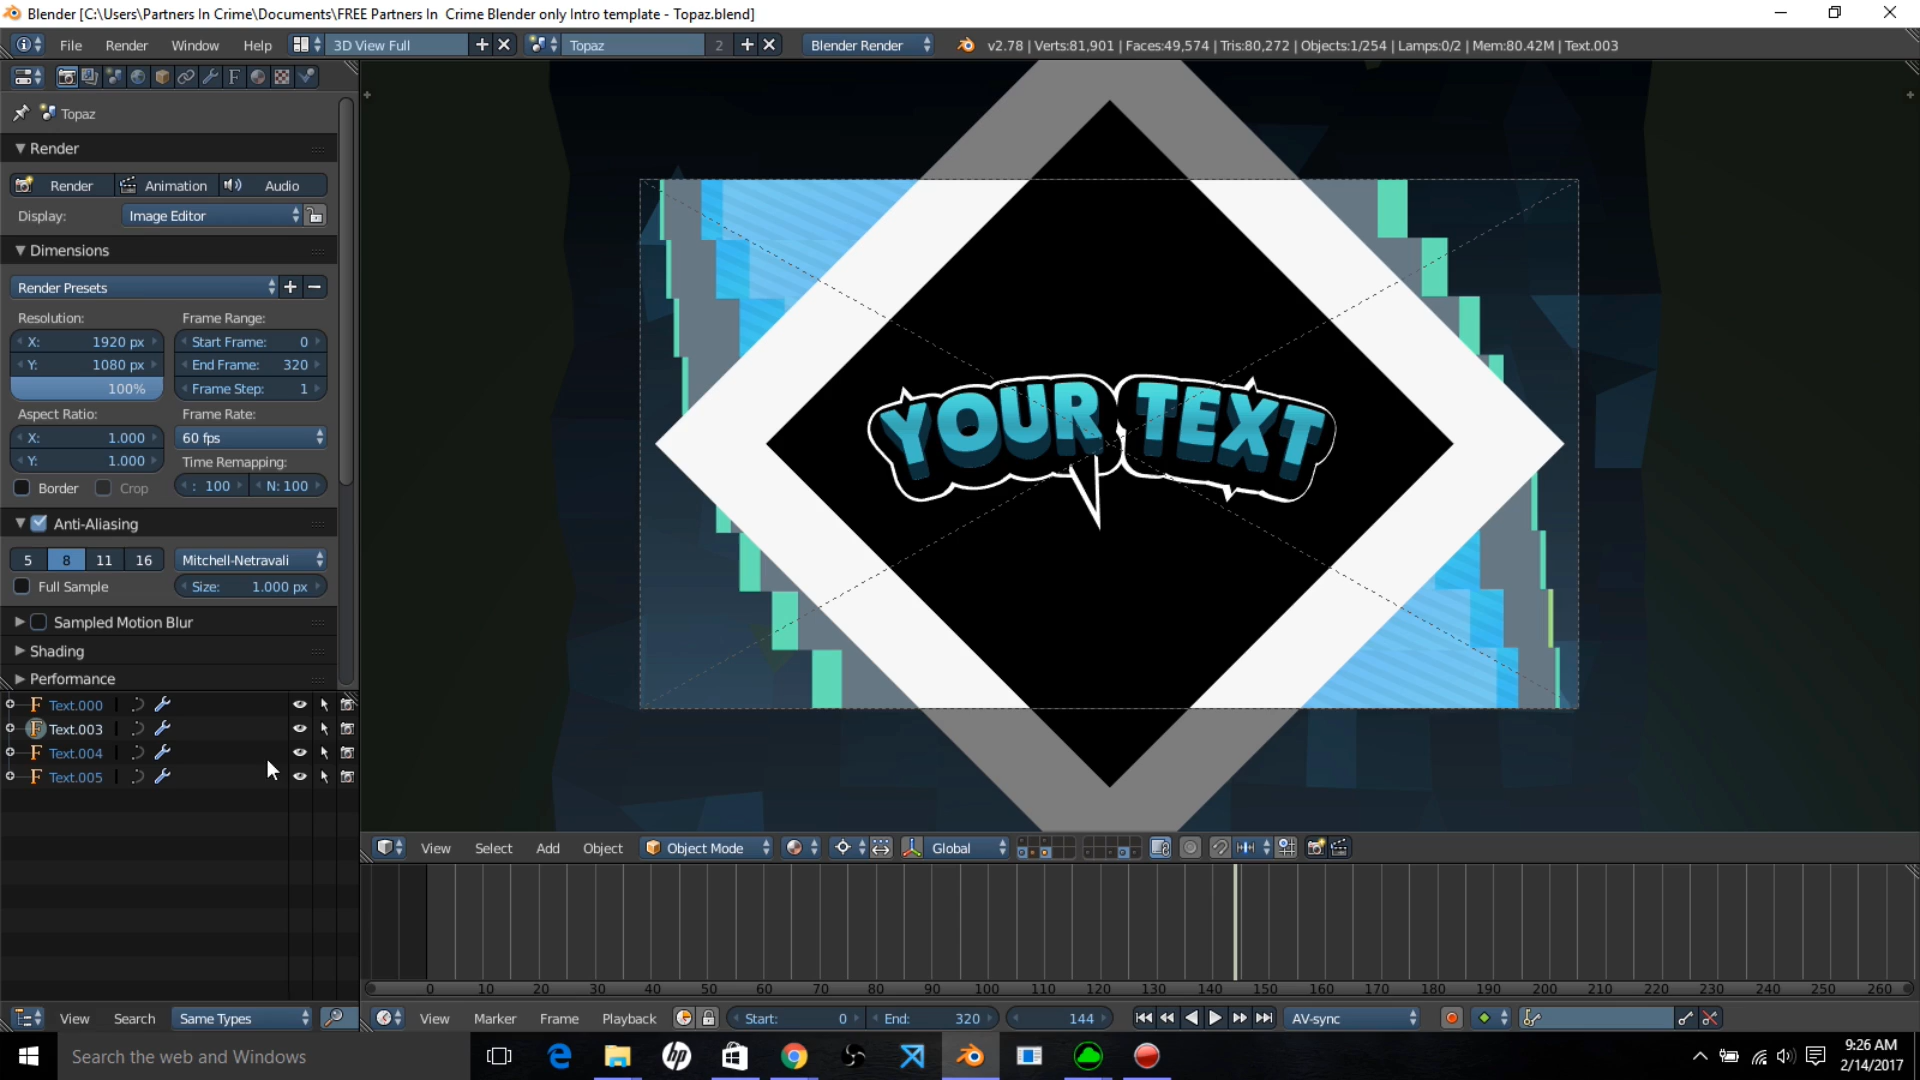 Blender [C:\Users\Partners In Crime\Documents\FREE Partners In  Crime Blender only Intro template - Topaz.blend]
File Render Window Help 3D View Full Topaz 2 Blender Render v2.78 | Verts:81,901 | Faces:49,574 | Tris:80,272 | Objects:1/254 | Lamps:0/2 | Mem:80.42M | Text.003
Topaz
Render
Render Animation Audio
Display: Image Editor
Dimensions
Render Presets
Resolution: Frame Range:
X: 1920 px Start Frame: 0
Y: 1080 px End Frame: 320
100% Frame Step: 1
Aspect Ratio: Frame Rate:
X: 1.000 60 fps
Y: 1.000 Time Remapping:
Border Crop : 100 N: 100
Anti-Aliasing
5 8 11 16 Mitchell-Netravali
Full Sample Size: 1.000 px
Sampled Motion Blur
Shading
Performance
YOUR TEXT
Text.000
Text.003
Text.004
Text.005
View Select Add Object Object Mode Global
0 10 20 30 40 50 60 70 80 90 100 110 120 130 140 150 160 170 180 190 200 210 220 230 240 250 260
View Search Same Types View Marker Frame Playback Start: 0 End: 320 144 AV-sync
Search the web and Windows
9:26 AM
2/14/2017